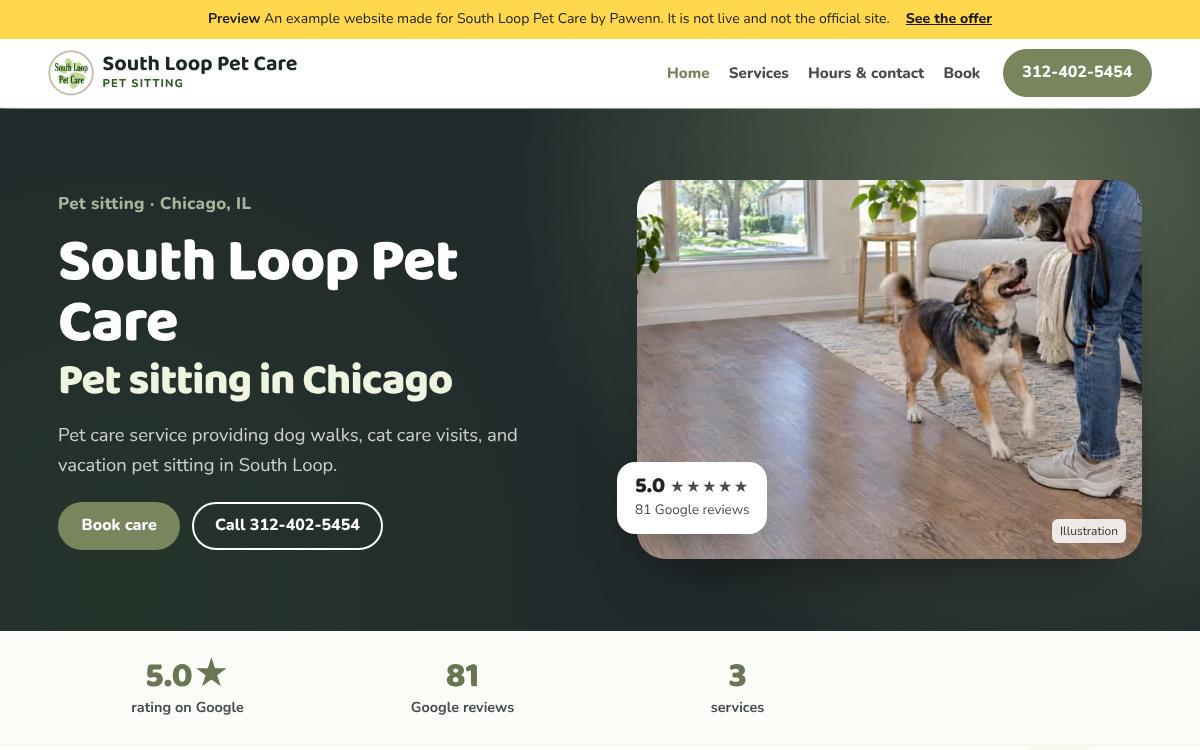 Preview An example website made for South Loop Pet Care by Pawenn. It is not live and not the official site. See the offer
South Loop Pet Care
South Loop Pet Care
PET SITTING
Home Services Hours & contact Book 312-402-5454
Pet sitting · Chicago, IL
South Loop Pet
Care
Pet sitting in Chicago
Pet care service providing dog walks, cat care visits, and
vacation pet sitting in South Loop.
Book care Call 312-402-5454
5.0 ★★★★★
81 Google reviews
Illustration
5.0★ 81 3
rating on Google Google reviews services